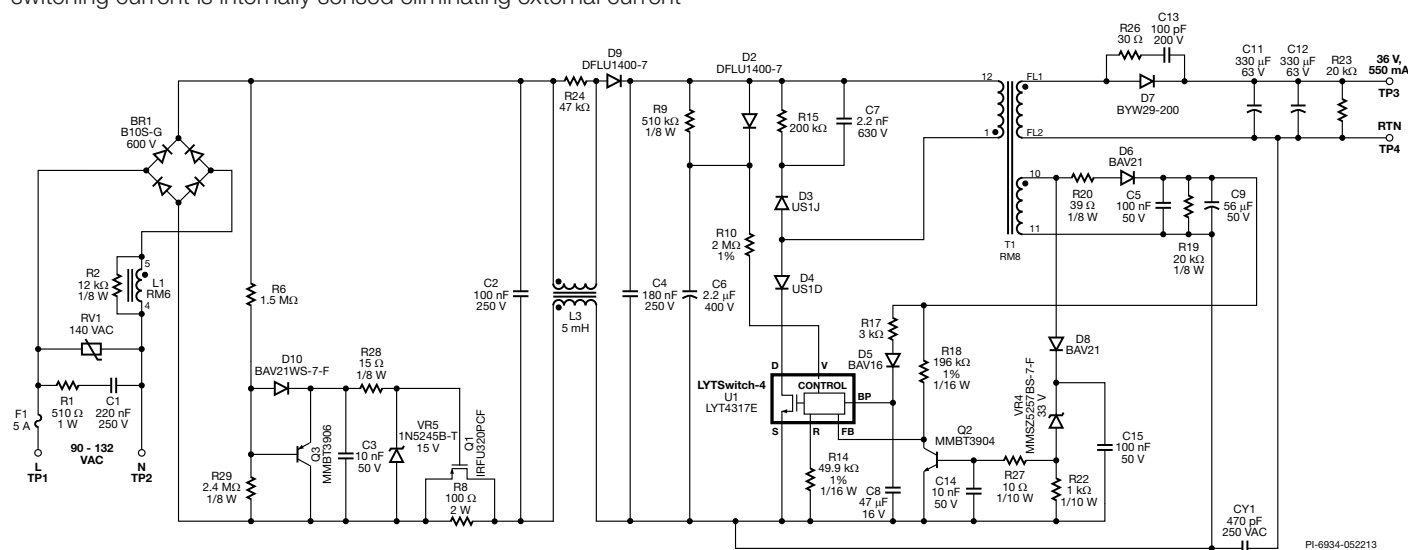 switching current is internally sensed eliminating external current
R26
30 Ω
C13
100 pF
200 V
D7
BYW29-200
C11
330 µF
63 V
C12
330 µF
63 V
R23
20 kΩ
36 V,
550 mA
TP3
RTN
TP4
D9
DFLU1400-7
R24
47 kΩ
D2
DFLU1400-7
R9
510 kΩ
1/8 W
R15
200 kΩ
C7
2.2 nF
630 V
12
1
FL1
FL2
10
11
T1
RM8
BR1
B10S-G
600 V
D6
BAV21
R20
39 Ω
1/8 W
C5
100 nF
50 V
R19
20 kΩ
1/8 W
C9
56 µF
50 V
D3
US1J
R10
2 MΩ
1%
D4
US1D
R2
12 kΩ
1/8 W
5
L1
RM6
4
R6
1.5 MΩ
C2
100 nF
250 V
L3
5 mH
C4
180 nF
250 V
C6
2.2 µF
400 V
RV1
140 VAC
R17
3 kΩ
D5
BAV16
R18
196 kΩ
1%
1/16 W
D8
BAV21
D10
BAV21WS-7-F
R28
15 Ω
1/8 W
LYTSwitch-4
U1
LYT4317E
D
V
CONTROL
BP
S
R
FB
VR4
MMSZ5257BS-7-F
33 V
R1
510 Ω
1 W
C1
220 nF
250 V
F1
5 A
90 - 132
VAC
L
TP1
N
TP2
Q3
MMBT3906
C3
10 nF
50 V
VR5
1N5245B-T
15 V
Q1
IRFU320PCF
Q2
MMBT3904
C15
100 nF
50 V
R29
2.4 MΩ
1/8 W
R8
100 Ω
2 W
R14
49.9 kΩ
1%
1/16 W
C8
47 µF
16 V
C14
10 nF
50 V
R27
10 Ω
1/10 W
R22
1 kΩ
1/10 W
CY1
470 pF
250 VAC
PI-6934-052213